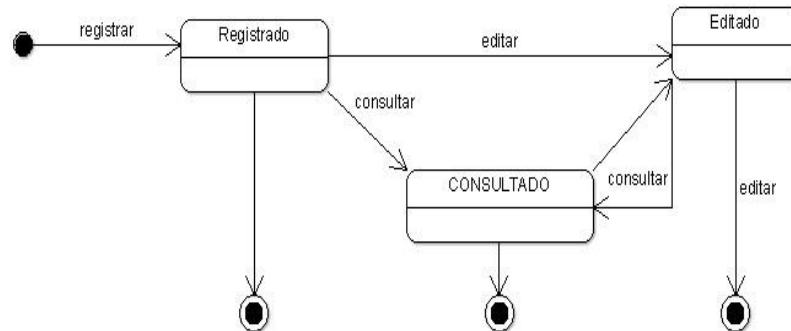 registrar
Registrado
editar
Editado
consultar
CONSULTADO
consultar
editar